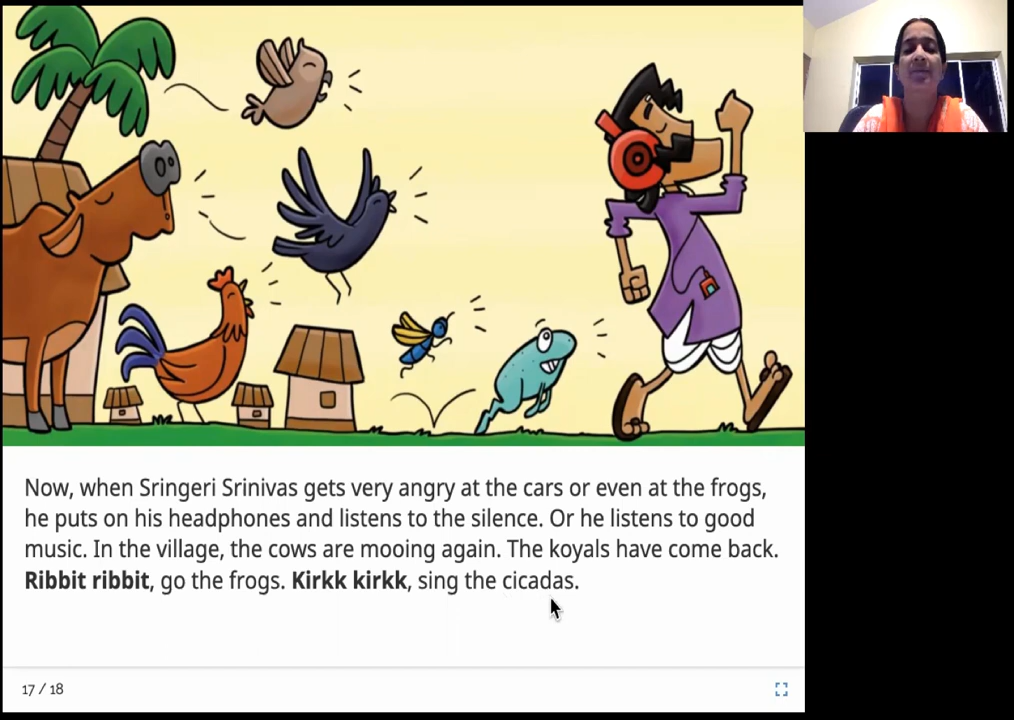 Now, when Sringeri Srinivas gets very angry at the cars or even at the frogs,
he puts on his headphones and listens to the silence. Or he listens to good
music. In the village, the cows are mooing again. The koyals have come back.
Ribbit ribbit, go the frogs. Kirkk kirkk, sing the cicadas.
17 / 18